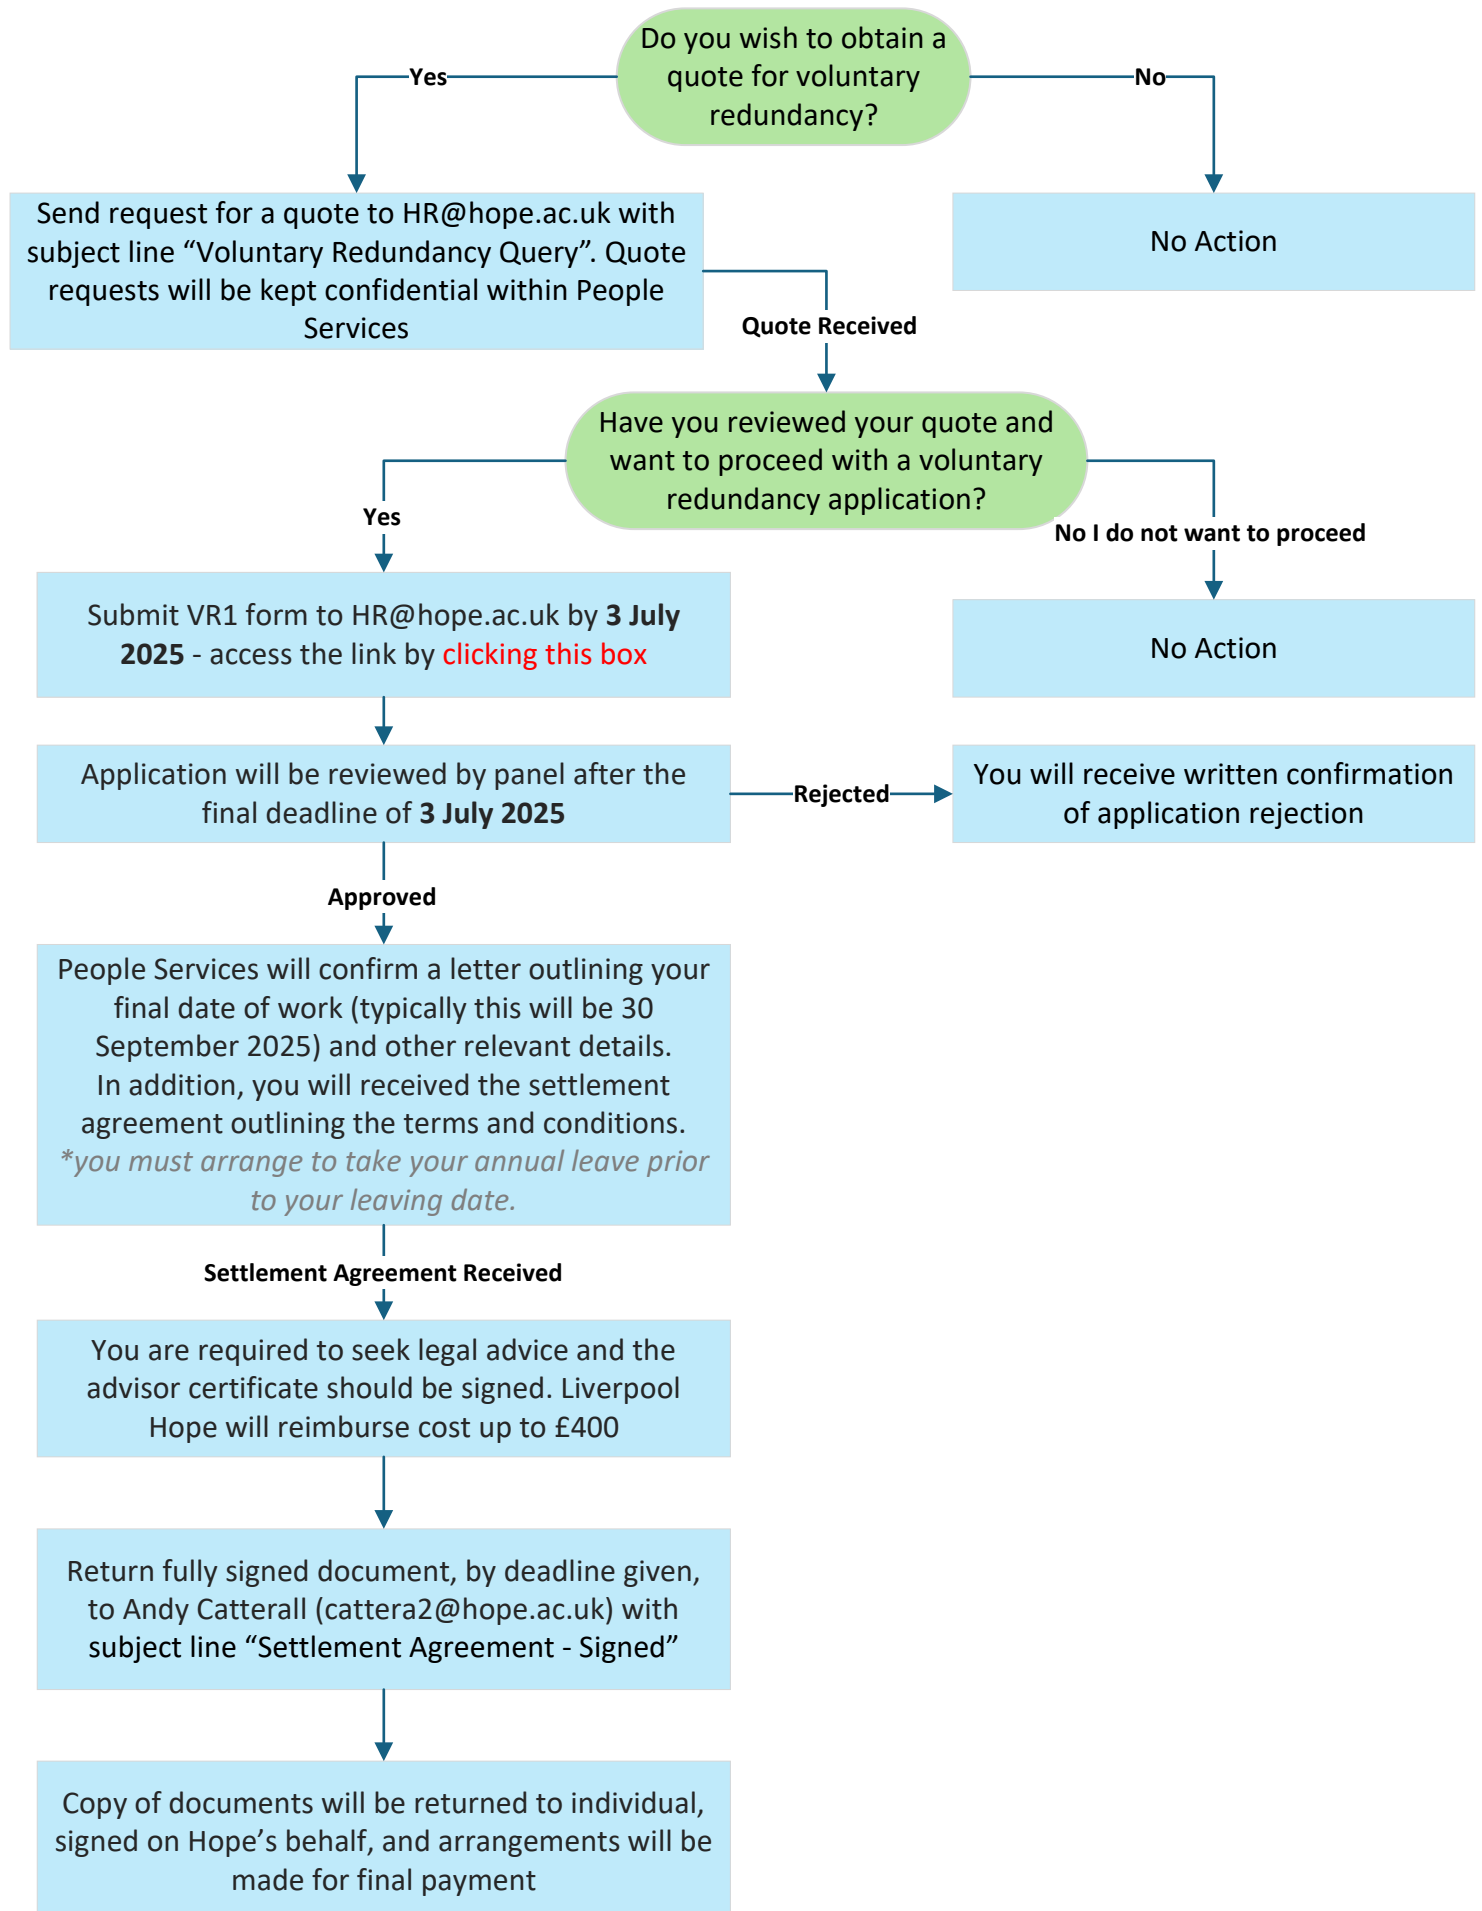 Do you wish to obtain a
quote for voluntary
redundancy?
Yes
No
Send request for a quote to HR@hope.ac.uk with
subject line “Voluntary Redundancy Query”. Quote
requests will be kept confidential within People
Services
No Action
Quote Received
Have you reviewed your quote and
want to proceed with a voluntary
redundancy application?
Yes
No I do not want to proceed
Submit VR1 form to HR@hope.ac.uk by 3 July
2025 - access the link by clicking this box
No Action
Application will be reviewed by panel after the
final deadline of 3 July 2025
Rejected
You will receive written confirmation
of application rejection
Approved
People Services will confirm a letter outlining your
final date of work (typically this will be 30
September 2025) and other relevant details.
In addition, you will received the settlement
agreement outlining the terms and conditions.
*you must arrange to take your annual leave prior
to your leaving date.
Settlement Agreement Received
You are required to seek legal advice and the
advisor certificate should be signed. Liverpool
Hope will reimburse cost up to £400
Return fully signed document, by deadline given,
to Andy Catterall (cattera2@hope.ac.uk) with
subject line “Settlement Agreement - Signed”
Copy of documents will be returned to individual,
signed on Hope’s behalf, and arrangements will be
made for final payment